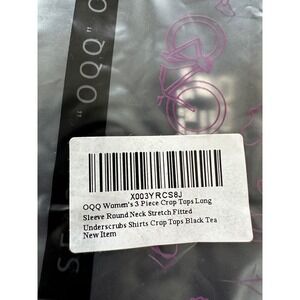 "OQQ" O
SE
X003YRCS8J
OQQ Women's 3 Piece Crop Tops Long
Sleeve Round Neck Stretch Fitted
Underscrubs Shirts Crop Tops Black Tea
New Item